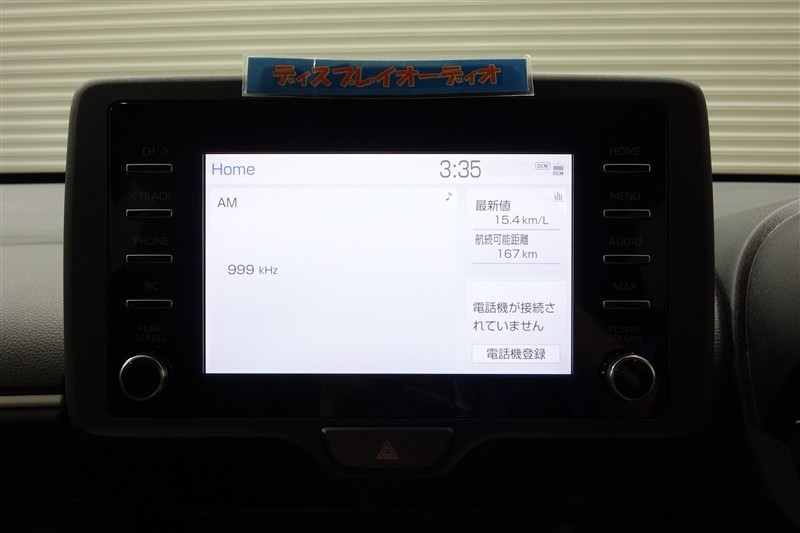 ディスプレイオーディオ
CH >
HOME
< TRACK
MENU
PHONE
AUDIO
MAP
TUNE
SCROLL
POWER
VOLUME
Home
3:35
DCM
DCM
AM
999 kHz
最新値
15.4 km/L
航続可能距離
167 km
電話機が接続さ
れていません
電話機登録